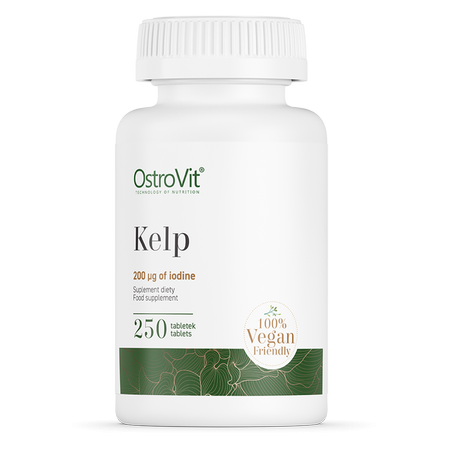 OstroVit®
TECHNOLOGY OF NUTRITION
Kelp
200 µg of iodine
Suplement diety
Food supplement
250 tabletek
tablets
100%
Vegan
Friendly